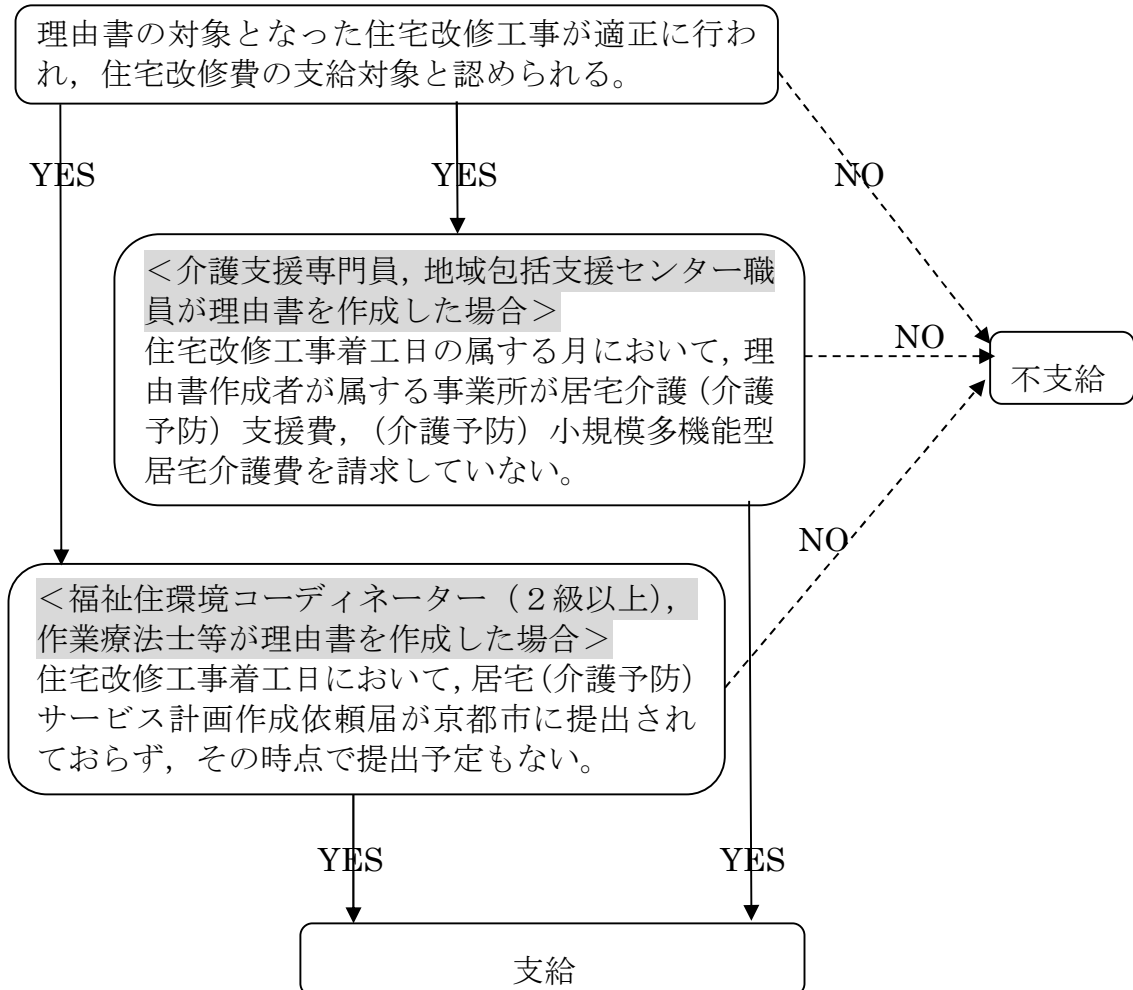 理由書の対象となった住宅改修工事が適正に行わ
れ，住宅改修費の支給対象と認められる。
YES
YES
NO
＜介護支援専門員，地域包括支援センター職
員が理由書を作成した場合＞
住宅改修工事着工日の属する月において，理
由書作成者が属する事業所が居宅介護（介護
予防）支援費，（介護予防）小規模多機能型
居宅介護費を請求していない。
NO
不支給
NO
＜福祉住環境コーディネーター（２級以上），
作業療法士等が理由書を作成した場合＞
住宅改修工事着工日において，居宅（介護予防）
サービス計画作成依頼届が京都市に提出され
ておらず，その時点で提出予定もない。
YES
YES
支給